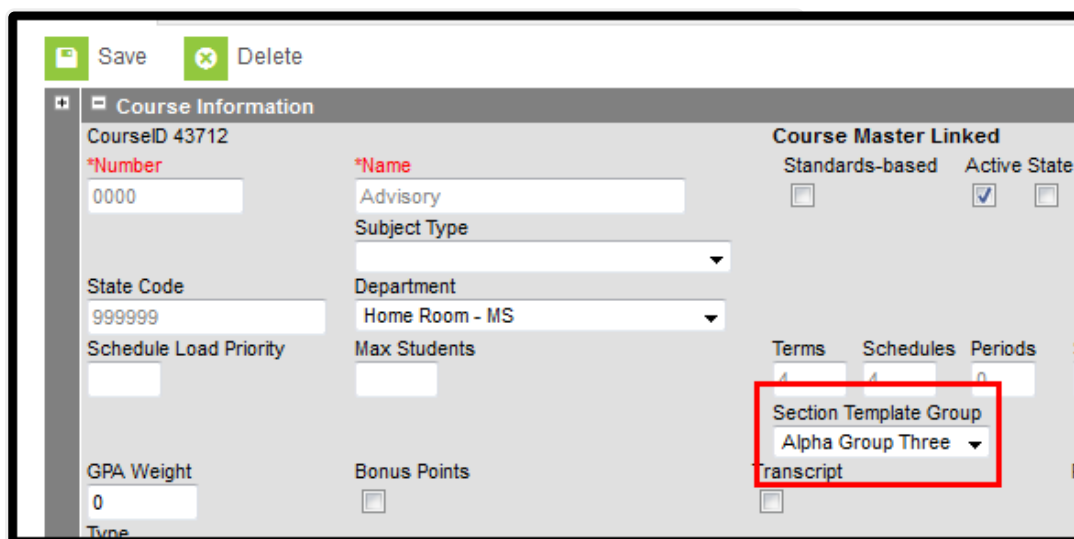 Save Delete
Course Information
CourseID 43712 Course Master Linked
*Number *Name Standards-based Active State
0000 Advisory
Subject Type
State Code Department
999999 Home Room - MS
Schedule Load Priority Max Students Terms Schedules Periods
4 4 0
Section Template Group
Alpha Group Three
GPA Weight Bonus Points Transcript
0
Type